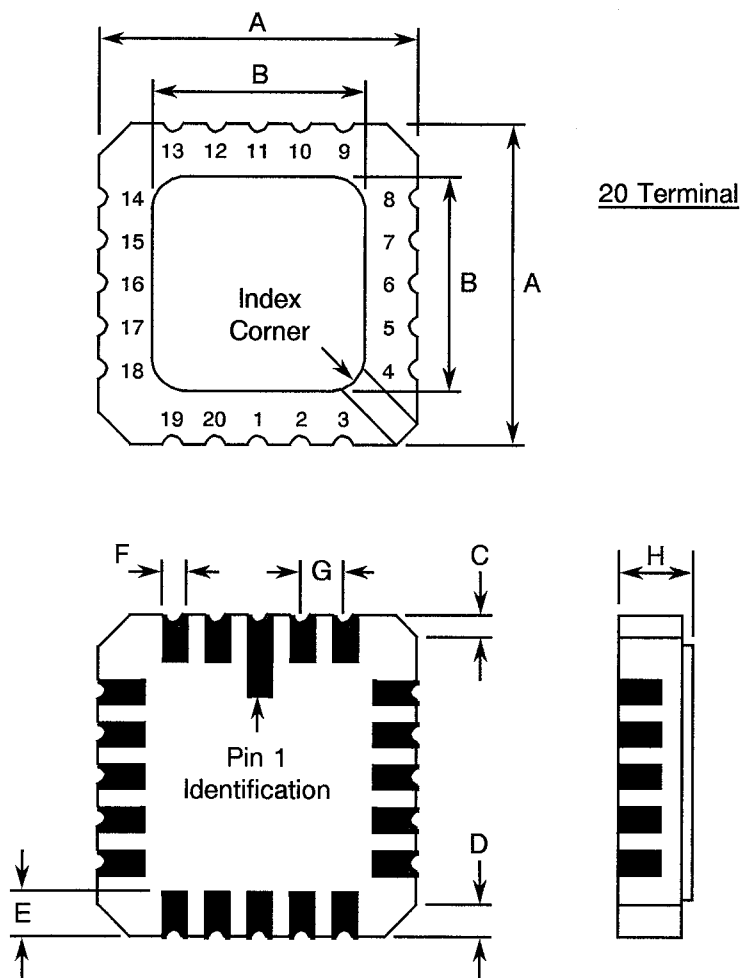 A
B
13 12 11 10 9
20 Terminal
14 8
15 7
B A
16 6
Index
Corner
17 5
18 4
19 20 1 2 3
F G C H
Pin 1
Identification
D
E